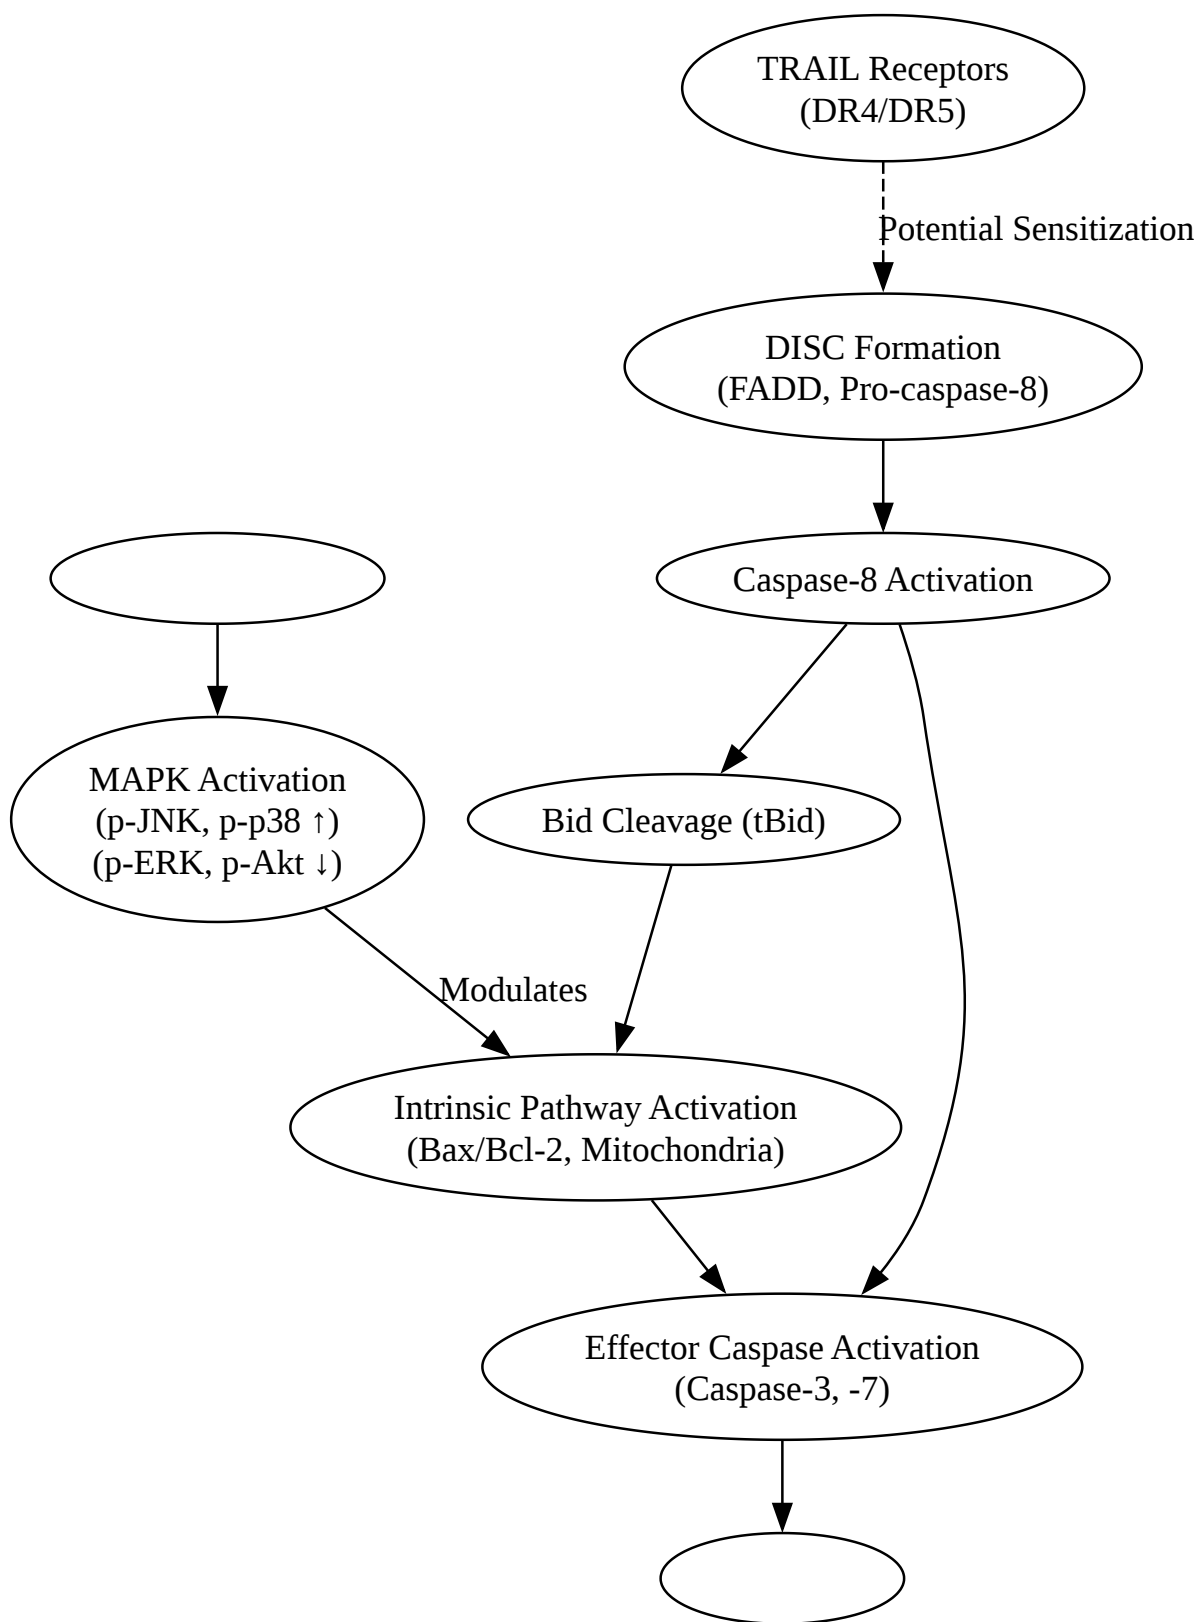 TRAIL Receptors
(DR4/DR5)
Potential Sensitization
DISC Formation
(FADD, Pro-caspase-8)
Caspase-8 Activation
MAPK Activation
(p-JNK, p-p38 ↑)
(p-ERK, p-Akt ↓)
Bid Cleavage (tBid)
Modulates
Intrinsic Pathway Activation
(Bax/Bcl-2, Mitochondria)
Effector Caspase Activation
(Caspase-3, -7)